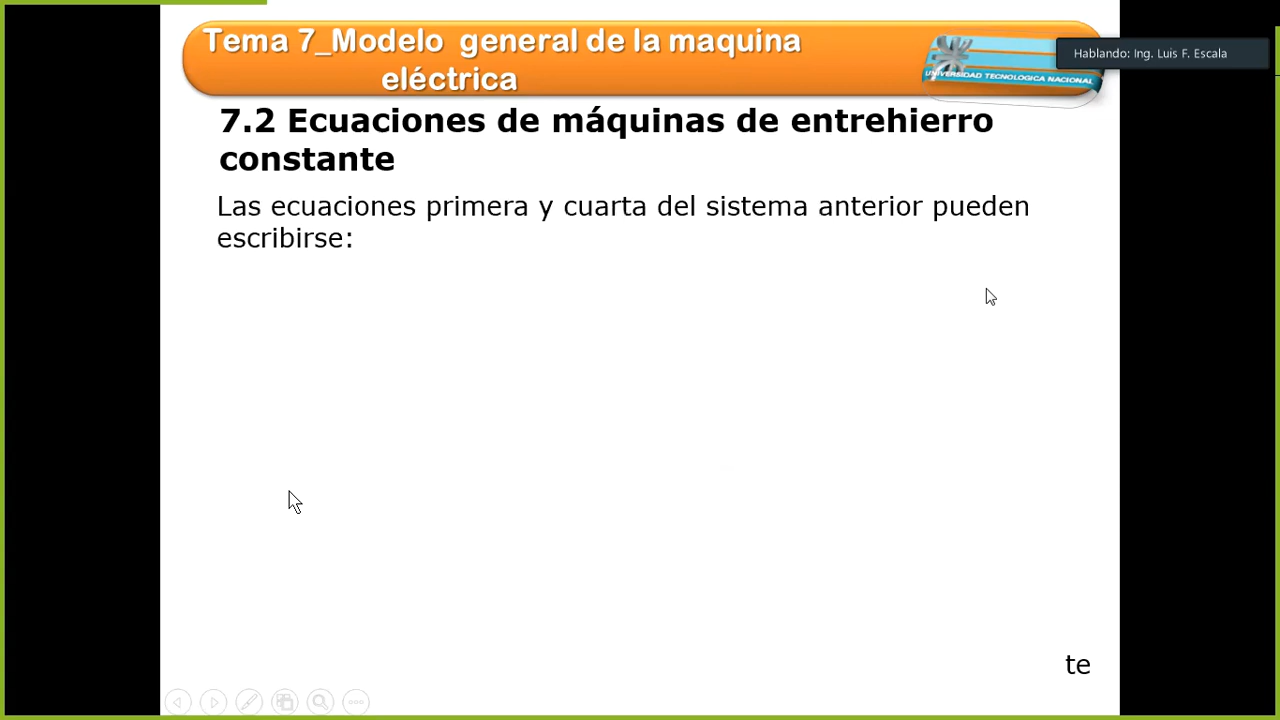 Tema 7_Modelo general de la maquina
eléctrica
UNIVERSIDAD TECNOLOGICA NACIONAL
Hablando: Ing. Luis F. Escala
7.2 Ecuaciones de máquinas de entrehierro
constante
Las ecuaciones primera y cuarta del sistema anterior pueden
escribirse:
te